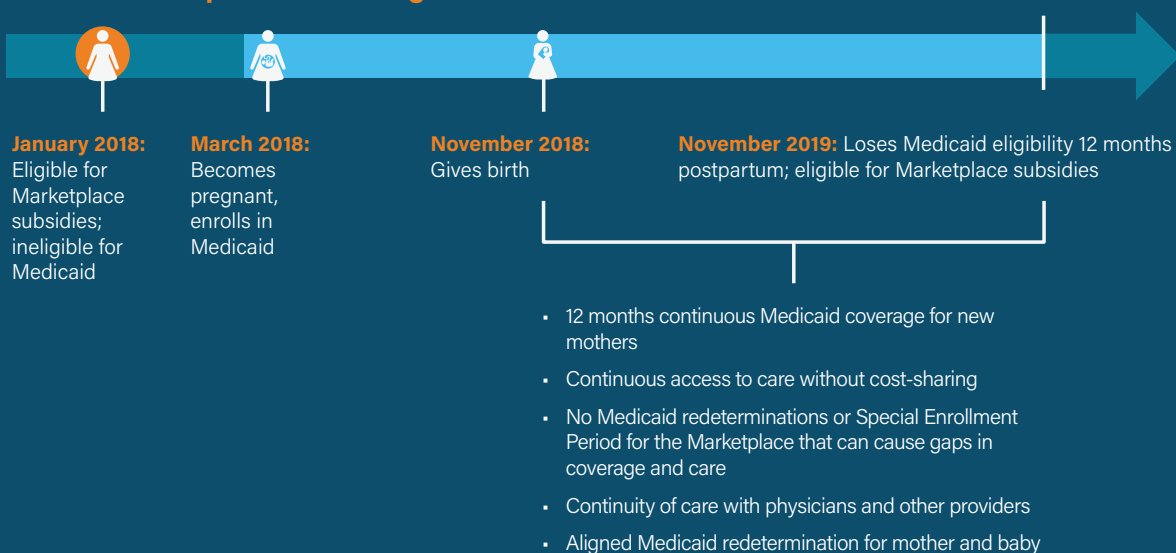 January 2018:
Eligible for
Marketplace
subsidies;
ineligible for
Medicaid
March 2018:
Becomes
pregnant,
enrolls in
Medicaid
November 2018:
Gives birth
November 2019: Loses Medicaid eligibility 12 months
postpartum; eligible for Marketplace subsidies
▪ 12 months continuous Medicaid coverage for new
mothers
▪ Continuous access to care without cost-sharing
▪ No Medicaid redeterminations or Special Enrollment
Period for the Marketplace that can cause gaps in
coverage and care
▪ Continuity of care with physicians and other providers
▪ Aligned Medicaid redetermination for mother and baby